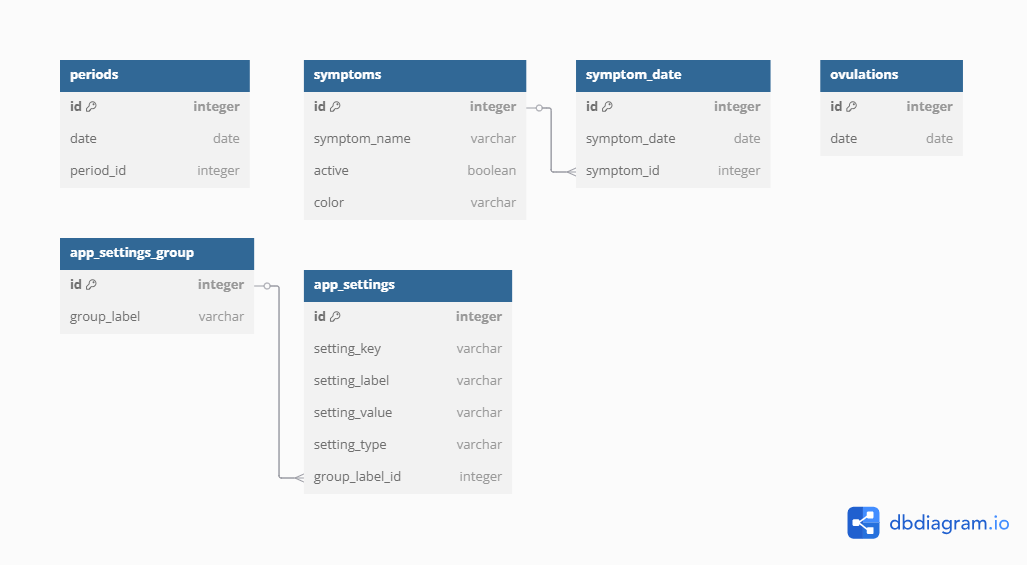 periods
id integer
date date
period_id integer
symptoms
id integer
symptom_name varchar
active boolean
color varchar
symptom_date
id integer
symptom_date date
symptom_id integer
ovulations
id integer
date date
app_settings_group
id integer
group_label varchar
app_settings
id integer
setting_key varchar
setting_label varchar
setting_value varchar
setting_type varchar
group_label_id integer
dbdiagram.io